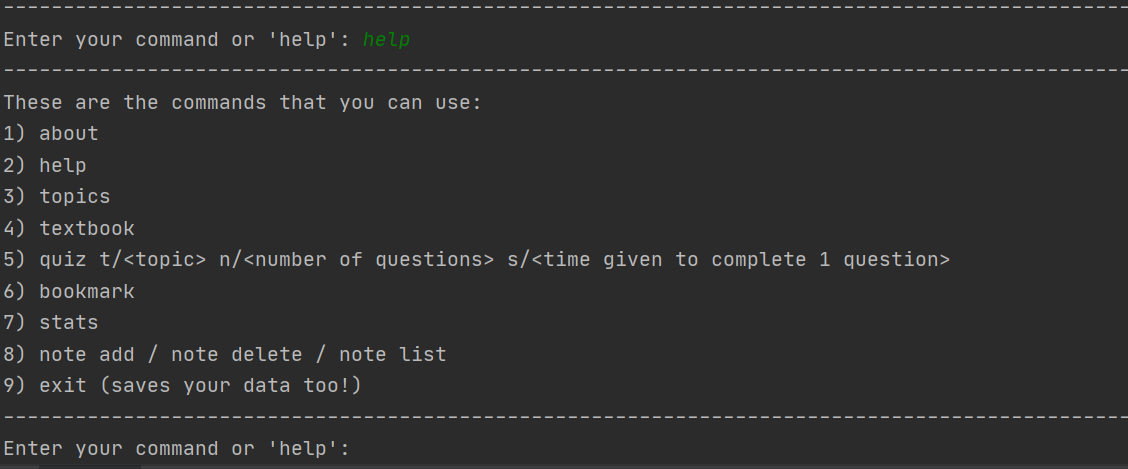 --------------------------------------------------------------------------------------------
Enter your command or 'help': help
--------------------------------------------------------------------------------------------
These are the commands that you can use:
1) about
2) help
3) topics
4) textbook
5) quiz t/<topic> n/<number of questions> s/<time given to complete 1 question>
6) bookmark
7) stats
8) note add / note delete / note list
9) exit (saves your data too!)
--------------------------------------------------------------------------------------------
Enter your command or 'help':